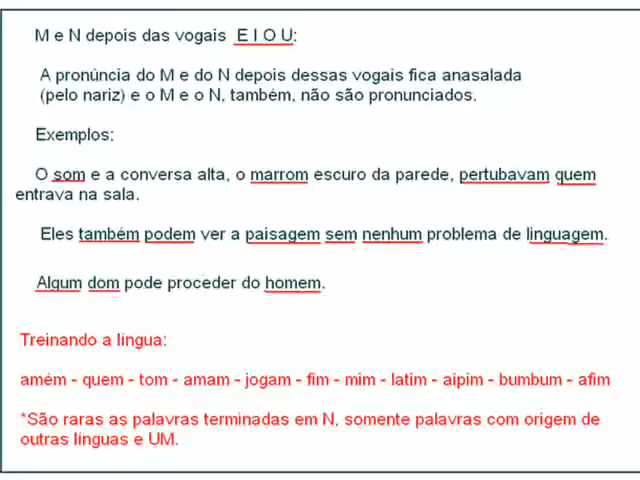 M e N depois das vogais E I O U:
A pronúncia do M e do N depois dessas vogais fica anasalada
(pelo nariz) e o M e o N, também, não são pronunciados.
Exemplos:
O som e a conversa alta, o marrom escuro da parede, pertubavam quem
entrava na sala.
Eles também podem ver a paisagem sem nenhum problema de linguagem.
Algum dom pode proceder do homem.
Treinando a língua:
amém - quem - tom - amam - jogam - fim - mim - latim - aipim - bumbum - afim
*São raras as palavras terminadas em N, somente palavras com origem de
outras línguas e UM.